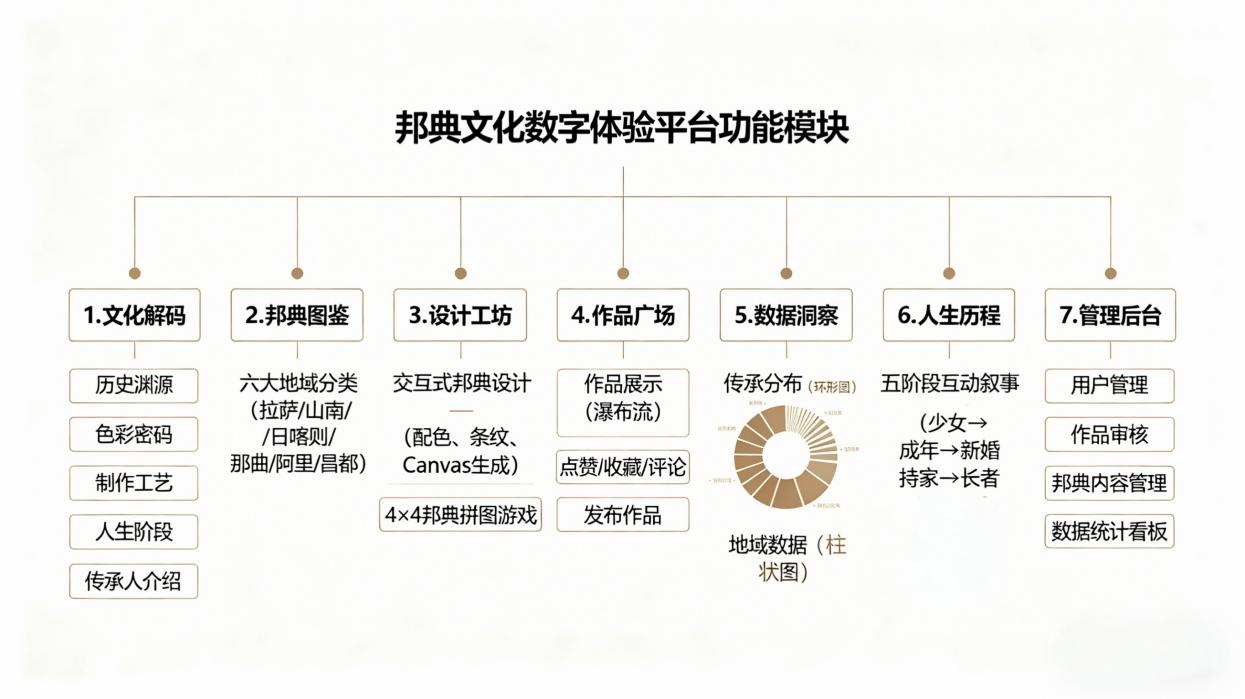 邦典文化数字体验平台功能模块
1.文化解码
历史渊源
色彩密码
制作工艺
人生阶段
传承人介绍
2.邦典图鉴
六大地域分类
（拉萨/山南/
/日喀则/
那曲/阿里/昌都）
3.设计工坊
交互式邦典设计
（配色、条纹、
Canvas生成）
4×4邦典拼图游戏
4.作品广场
作品展示
（瀑布流）
点赞/收藏/评论
发布作品
5.数据洞察
传承分布（环形图）
地域数据（柱
状图）
6.人生历程
五阶段互动叙事
（少女→
成年→新婚
持家→长者
7.管理后台
用户管理
作品审核
邦典内容管理
数据统计看板